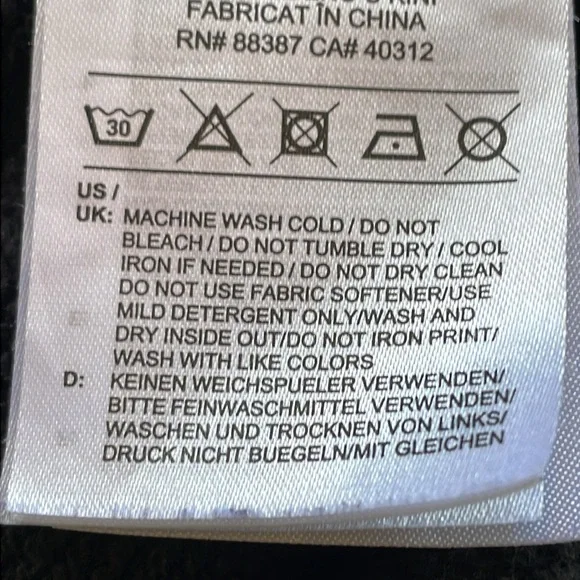 FABRICAT ÎN CHINA
RN# 88387 CA# 40312
30
US /
UK: MACHINE WASH COLD / DO NOT
BLEACH / DO NOT TUMBLE DRY / COOL
IRON IF NEEDED / DO NOT DRY CLEAN
DO NOT USE FABRIC SOFTENER/USE
MILD DETERGENT ONLY/WASH AND
DRY INSIDE OUT/DO NOT IRON PRINT/
WASH WITH LIKE COLORS
D: KEINEN WEICHSPUELER VERWENDEN/
BITTE FEINWASCHMITTEL VERWENDEN/
WASCHEN UND TROCKNEN VON LINKS/
DRUCK NICHT BUEGELN/MIT GLEICHEN